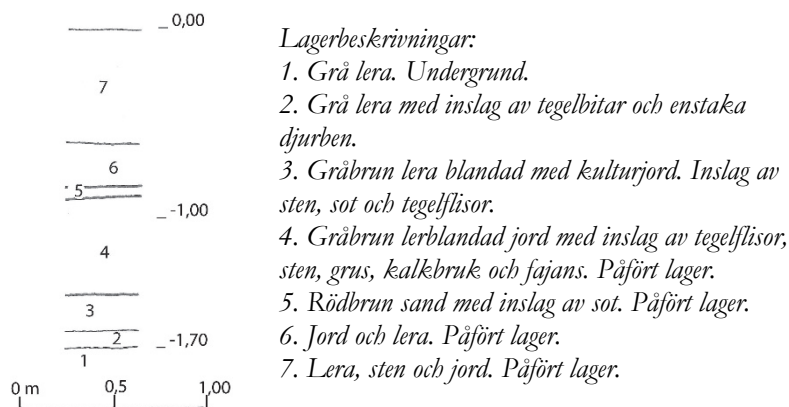 _ 0,00
7
6
5
_ -1,00
4
3
2
_ -1,70
1
0 m 0,5 1,00
Lagerbeskrivningar:
1. Grå lera. Undergrund.
2. Grå lera med inslag av tegelbitar och enstaka
djurben.
3. Gråbrun lera blandad med kulturjord. Inslag av
sten, sot och tegelflisor.
4. Gråbrun lerblandad jord med inslag av tegelflisor,
sten, grus, kalkbruk och fajans. Påfört lager.
5. Rödbrun sand med inslag av sot. Påfört lager.
6. Jord och lera. Påfört lager.
7. Lera, sten och jord. Påfört lager.